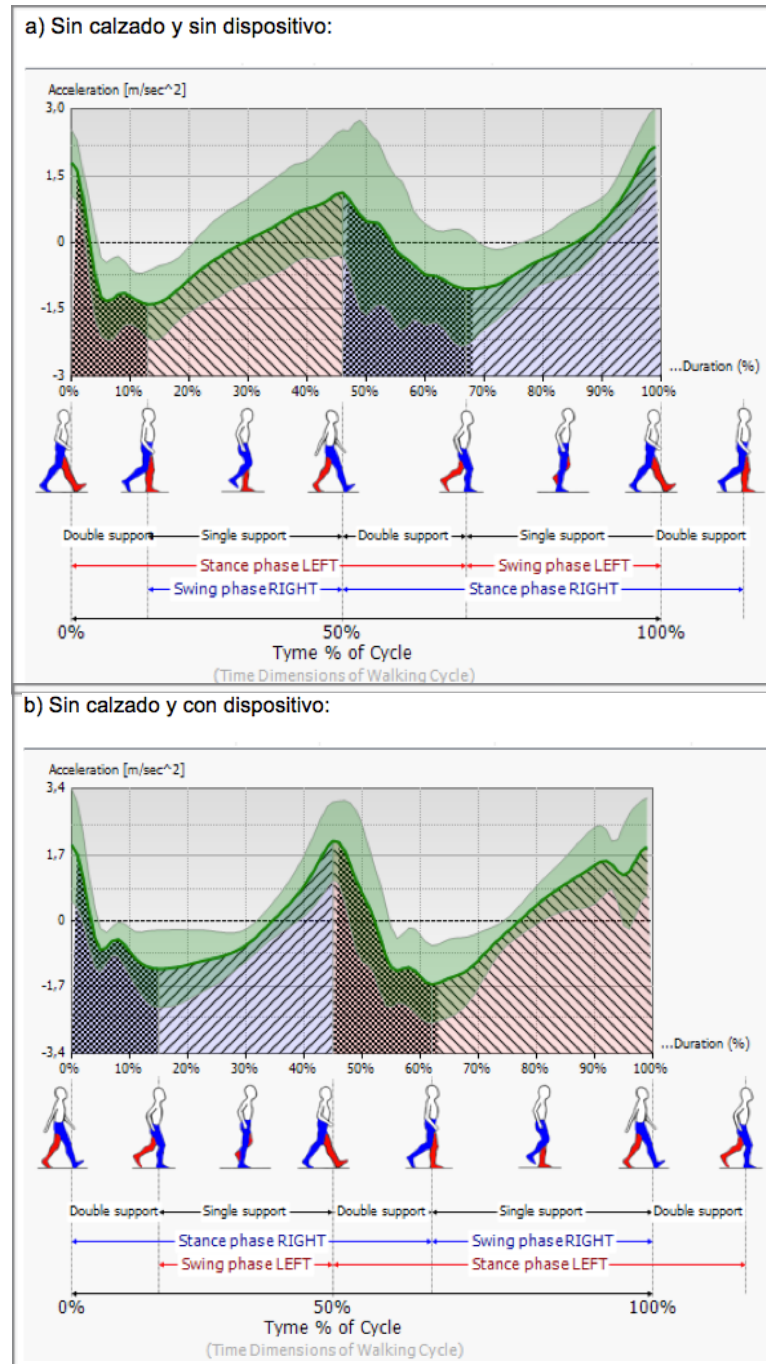 a) Sin calzado y sin dispositivo:
Acceleration [m/sec^2]
3,0
1,5
0
-1,5
-3
...Duration (%)
0% 10% 20% 30% 40% 50% 60% 70% 80% 90% 100%
Double support Single support Double support Single support Double support
Stance phase LEFT Swing phase LEFT
Swing phase RIGHT Stance phase RIGHT
0% 50% 100%
Tyme % of Cycle
(Time Dimensions of Walking Cycle)
b) Sin calzado y con dispositivo:
Acceleration [m/sec^2]
3,4
1,7
0
-1,7
-3,4
...Duration (%)
0% 10% 20% 30% 40% 50% 60% 70% 80% 90% 100%
Double support Single support Double support Single support Double support
Stance phase RIGHT Swing phase RIGHT
Swing phase LEFT Stance phase LEFT
0% 50% 100%
Tyme % of Cycle
(Time Dimensions of Walking Cycle)